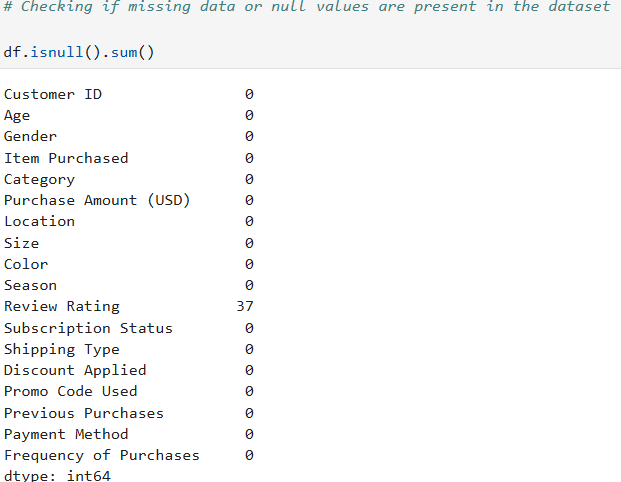 # Checking if missing data or null values are present in the dataset
df.isnull().sum()
Customer ID 0
Age 0
Gender 0
Item Purchased 0
Category 0
Purchase Amount (USD) 0
Location 0
Size 0
Color 0
Season 0
Review Rating 37
Subscription Status 0
Shipping Type 0
Discount Applied 0
Promo Code Used 0
Previous Purchases 0
Payment Method 0
Frequency of Purchases 0
dtype: int64